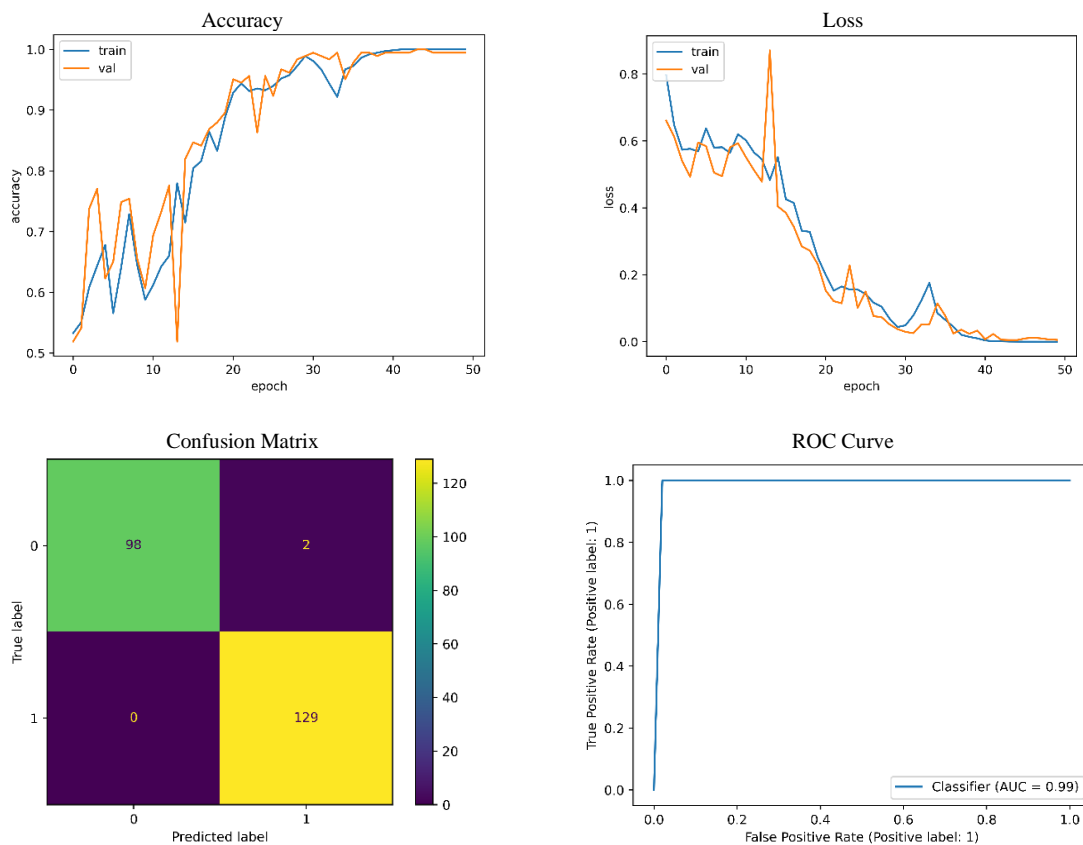 Accuracy
1.0
0.9
0.8
0.7
0.6
0.5
accuracy
train
val
0
10
20
30
40
50
epoch
Loss
0.8
0.6
0.4
0.2
0.0
loss
train
val
0
10
20
30
40
50
epoch
Confusion Matrix
True label
0
1
98
2
0
129
0
1
Predicted label
120
100
80
60
40
20
0
ROC Curve
True Positive Rate (Positive label: 1)
1.0
0.8
0.6
0.4
0.2
0.0
Classifier (AUC = 0.99)
0.0
0.2
0.4
0.6
0.8
1.0
False Positive Rate (Positive label: 1)